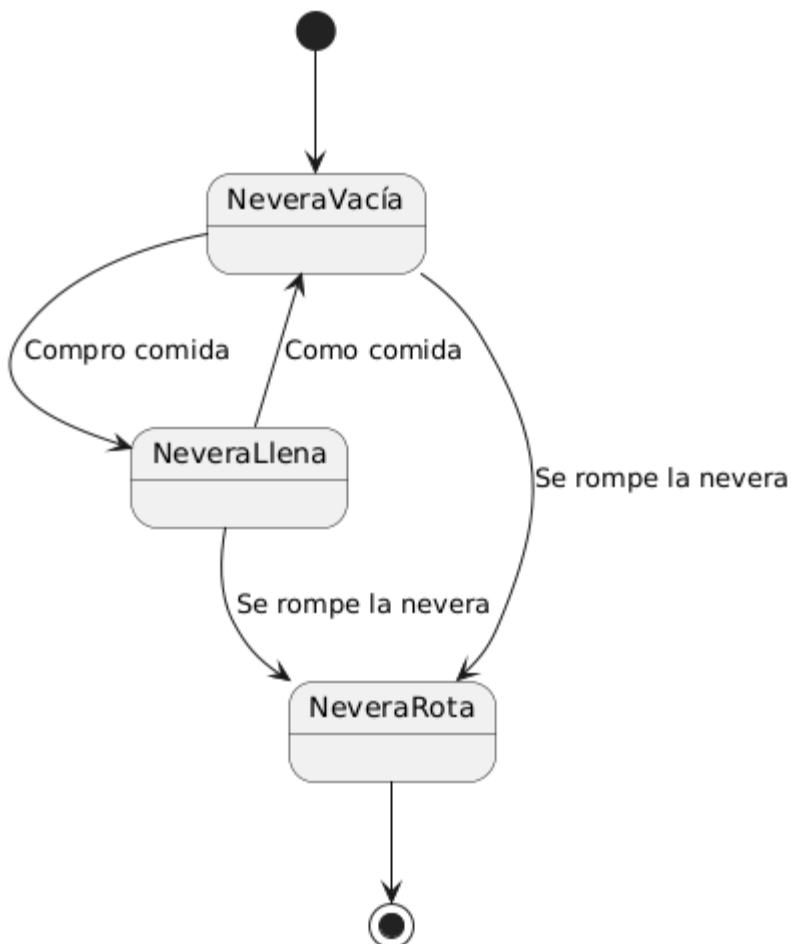 NeveraVacía
Compro comida
Como comida
NeveraLlena
Se rompe la nevera
Se rompe la nevera
NeveraRota